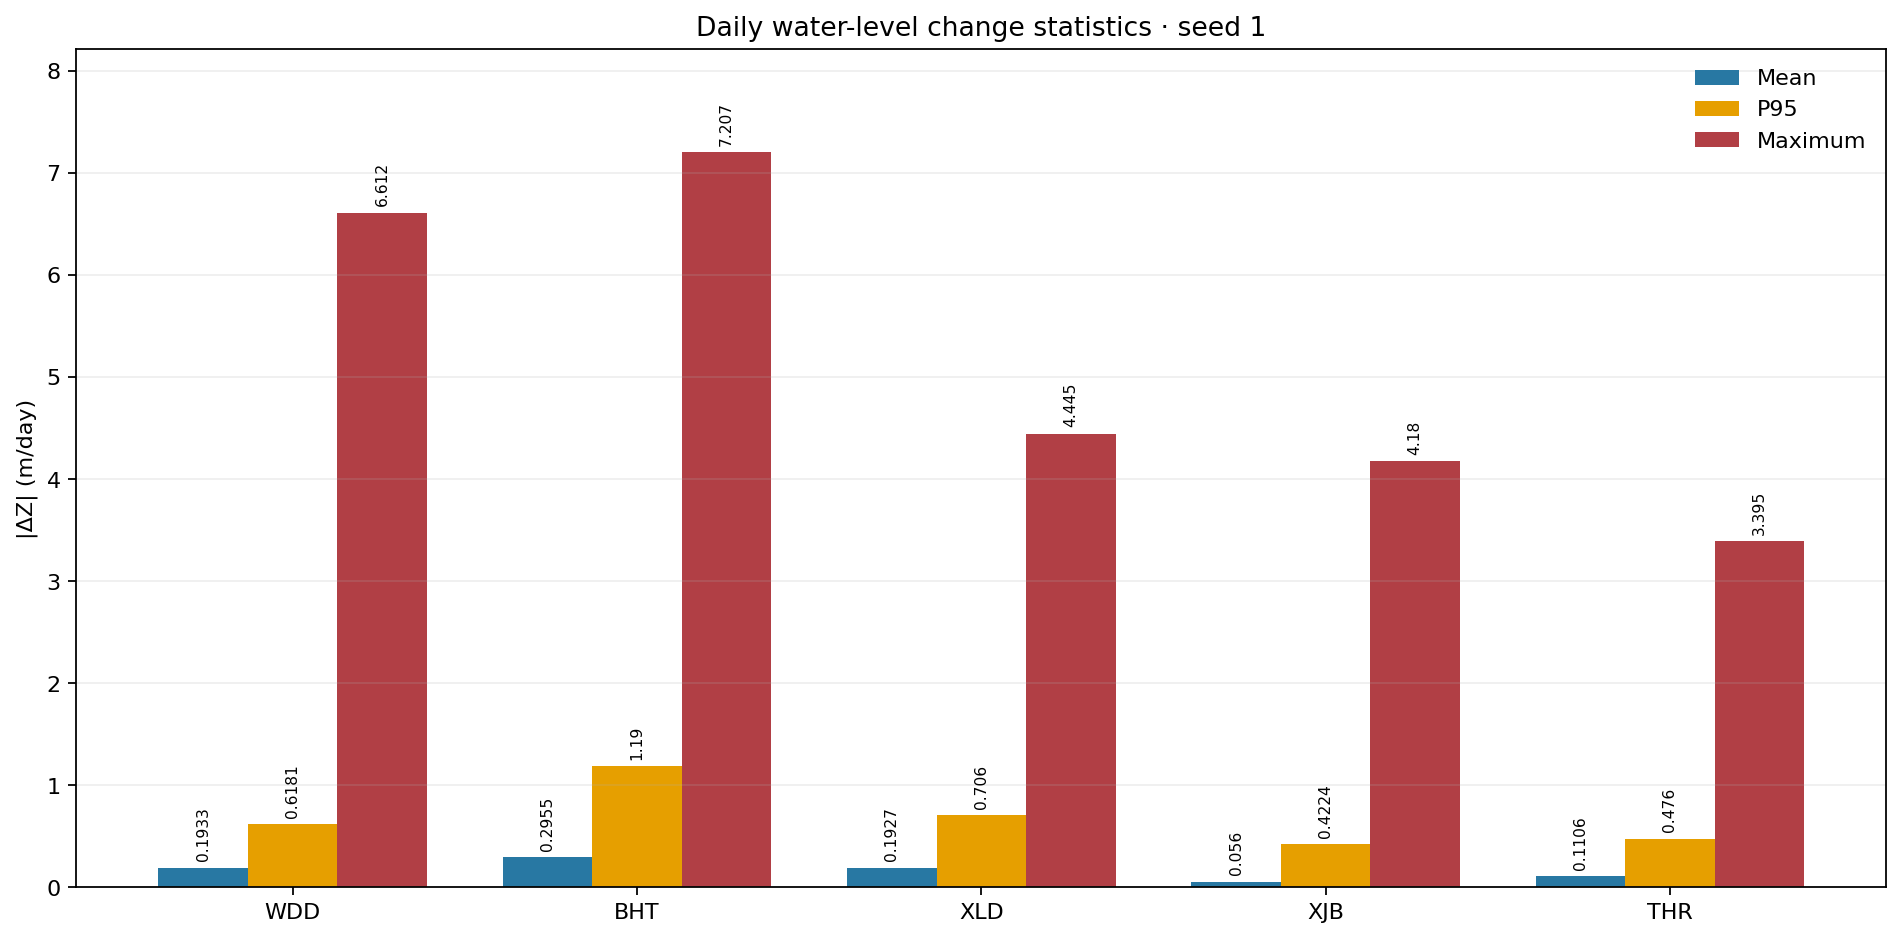 Daily water-level change statistics · seed 1
Mean
P95
Maximum
|ΔZ| (m/day)
8
7
6
5
4
3
2
1
0
0.1933
0.6181
6.612
0.2955
1.19
7.207
0.1927
0.706
4.445
0.056
0.4224
4.18
0.1106
0.476
3.395
WDD
BHT
XLD
XJB
THR